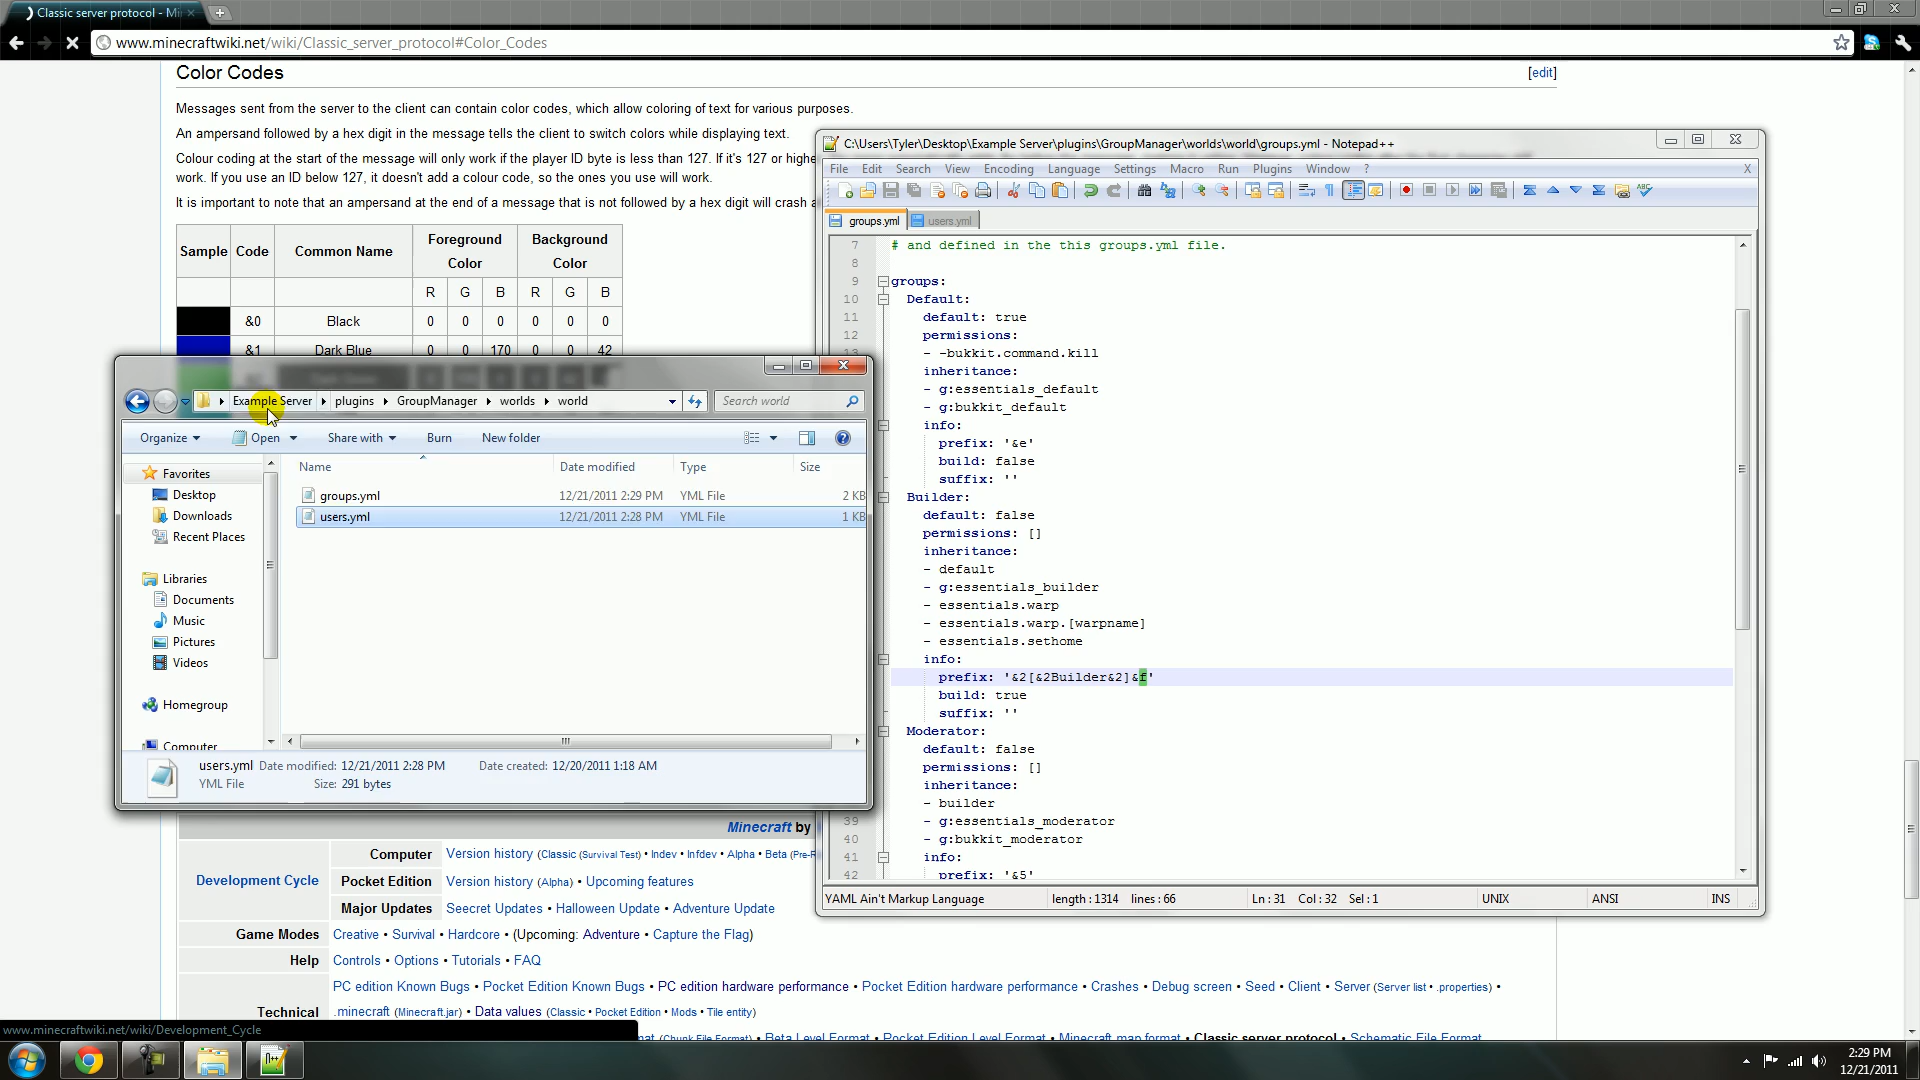 Classic server protocol - Mi
www.minecraftwiki.net/wiki/Classic_server_protocol#Color_Codes
Color Codes
[edit]
Messages sent from the server to the client can contain color codes, which allow coloring of text for various purposes.
An ampersand followed by a hex digit in the message tells the client to switch colors while displaying text.
Colour coding at the start of the message will only work if the player ID byte is less than 127. If it's 127 or highe
work. If you use an ID below 127, it doesn't add a colour code, so the ones you use will work.
It is important to note that an ampersand at the end of a message that is not followed by a hex digit will crash a
Sample Code Common Name Foreground Color Background Color
R G B R G B
&0 Black 0 0 0 0 0 0
&1 Dark Blue 0 0 170 0 0 42
Example Server plugins GroupManager worlds world
Search world
Organize Open Share with Burn New folder
Name Date modified Type Size
groups.yml 12/21/2011 2:29 PM YML File 2 KB
users.yml 12/21/2011 2:28 PM YML File 1 KB
Favorites
Desktop
Downloads
Recent Places
Libraries
Documents
Music
Pictures
Videos
Homegroup
Computer
users.yml Date modified: 12/21/2011 2:28 PM Date created: 12/20/2011 1:18 AM
YML File Size: 291 bytes
C:\Users\Tyler\Desktop\Example Server\plugins\GroupManager\worlds\world\groups.yml - Notepad++
File Edit Search View Encoding Language Settings Macro Run Plugins Window ? X
groups.yml users.yml
7 # and defined in the this groups.yml file.
8
9 groups:
10 Default:
11 default: true
12 permissions:
- -bukkit.command.kill
inheritance:
- g:essentials_default
- g:bukkit_default
info:
prefix: '&e'
build: false
suffix: ''
Builder:
default: false
permissions: []
inheritance:
- default
- g:essentials_builder
- essentials.warp
- essentials.warp.[warpname]
- essentials.sethome
info:
prefix: '&2[&2Builder&2]&f'
build: true
suffix: ''
Moderator:
default: false
permissions: []
inheritance:
- builder
39 - g:essentials_moderator
40 - g:bukkit_moderator
41 info:
42 prefix: '&5'
YAML Ain't Markup Language length : 1314 lines : 66 Ln : 31 Col : 32 Sel : 1 UNIX ANSI INS
Minecraft by
Development Cycle
Computer Version history (Classic (Survival Test) • Indev • Infdev • Alpha • Beta (Pre-R
Pocket Edition Version history (Alpha) • Upcoming features
Major Updates Seecret Updates • Halloween Update • Adventure Update
Game Modes Creative • Survival • Hardcore • (Upcoming: Adventure • Capture the Flag)
Help Controls • Options • Tutorials • FAQ
PC edition Known Bugs • Pocket Edition Known Bugs • PC edition hardware performance • Pocket Edition hardware performance • Crashes • Debug screen • Seed • Client • Server (Server list • .properties) •
Technical .minecraft (Minecraft.jar) • Data values (Classic • Pocket Edition • Mods • Tile entity)
www.minecraftwiki.net/wiki/Development_Cycle
mat (Chunk File Format) • Beta Level Format • Pocket Edition Level Format • Minecraft map format • Classic server protocol • Schematic File Format
2:29 PM
12/21/2011